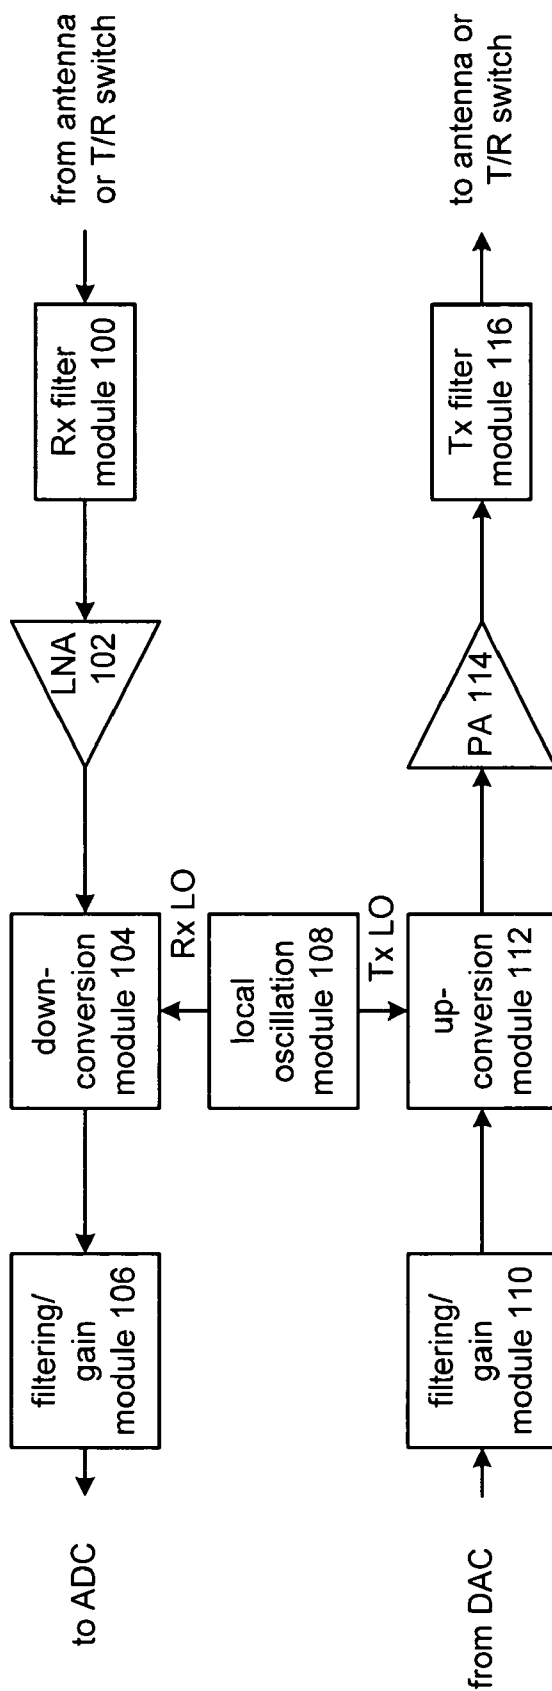 from antenna
or T/R switch
Rx filter
module 100
LNA
102
down-
conversion
module 104
filtering/
gain
module 106
to ADC
Rx LO
local
oscillation
module 108
Tx LO
from DAC
filtering/
gain
module 110
up-
conversion
module 112
PA 114
Tx filter
module 116
to antenna or
T/R switch